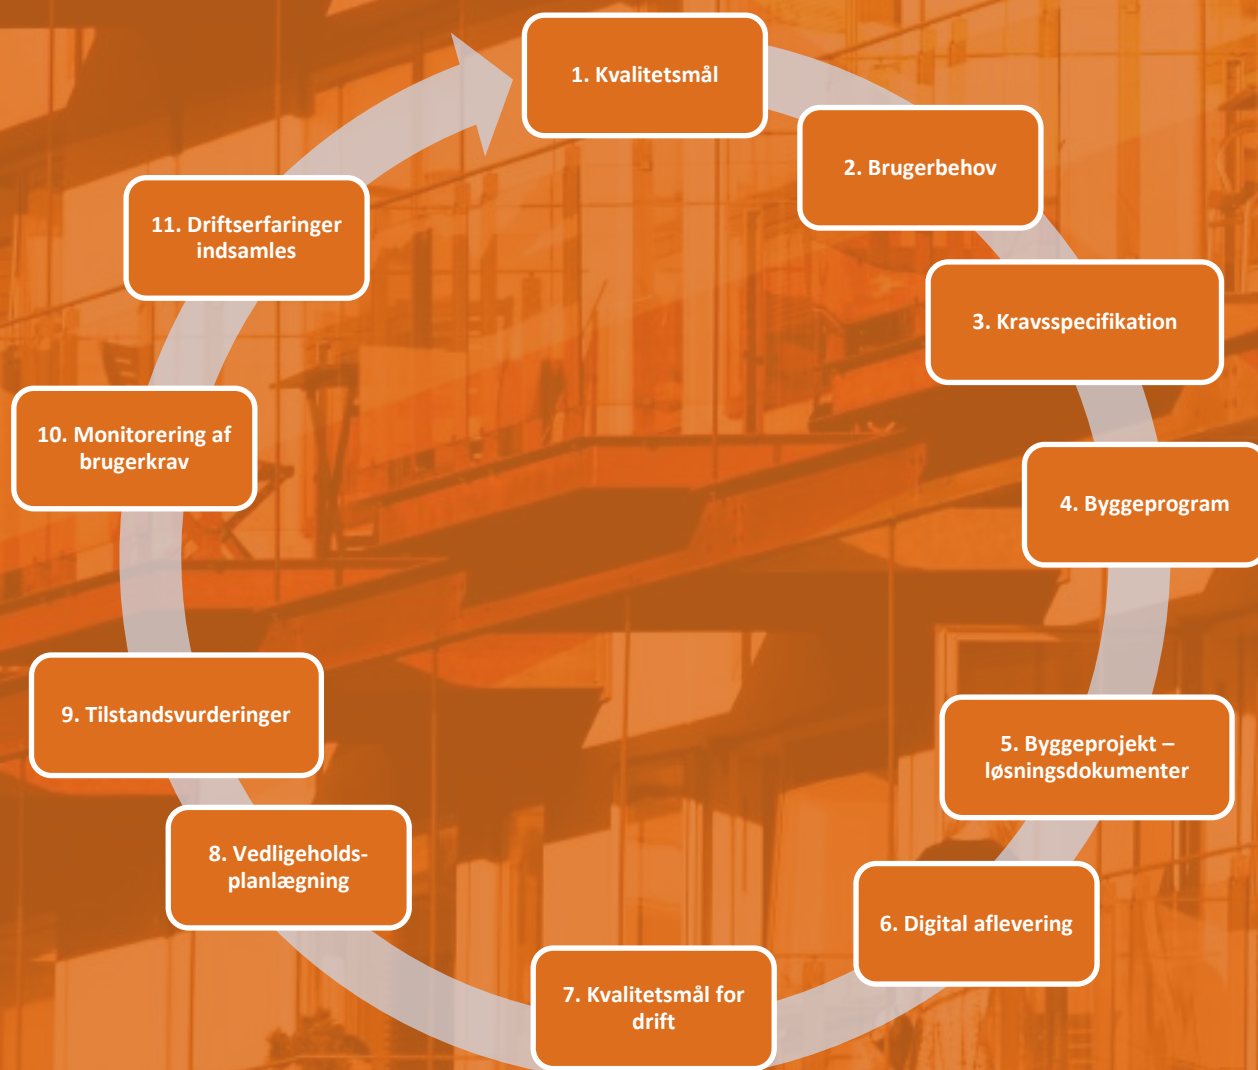 1. Kvalitetsmål
2. Brugerbehov
3. Kravsspecifikation
4. Byggeprogram
5. Byggeprojekt –
løsningsdokumenter
6. Digital aflevering
7. Kvalitetsmål for
drift
8. Vedligeholds-
planlægning
9. Tilstandsvurderinger
10. Monitorering af
brugerkrav
11. Driftserfaringer
indsamles